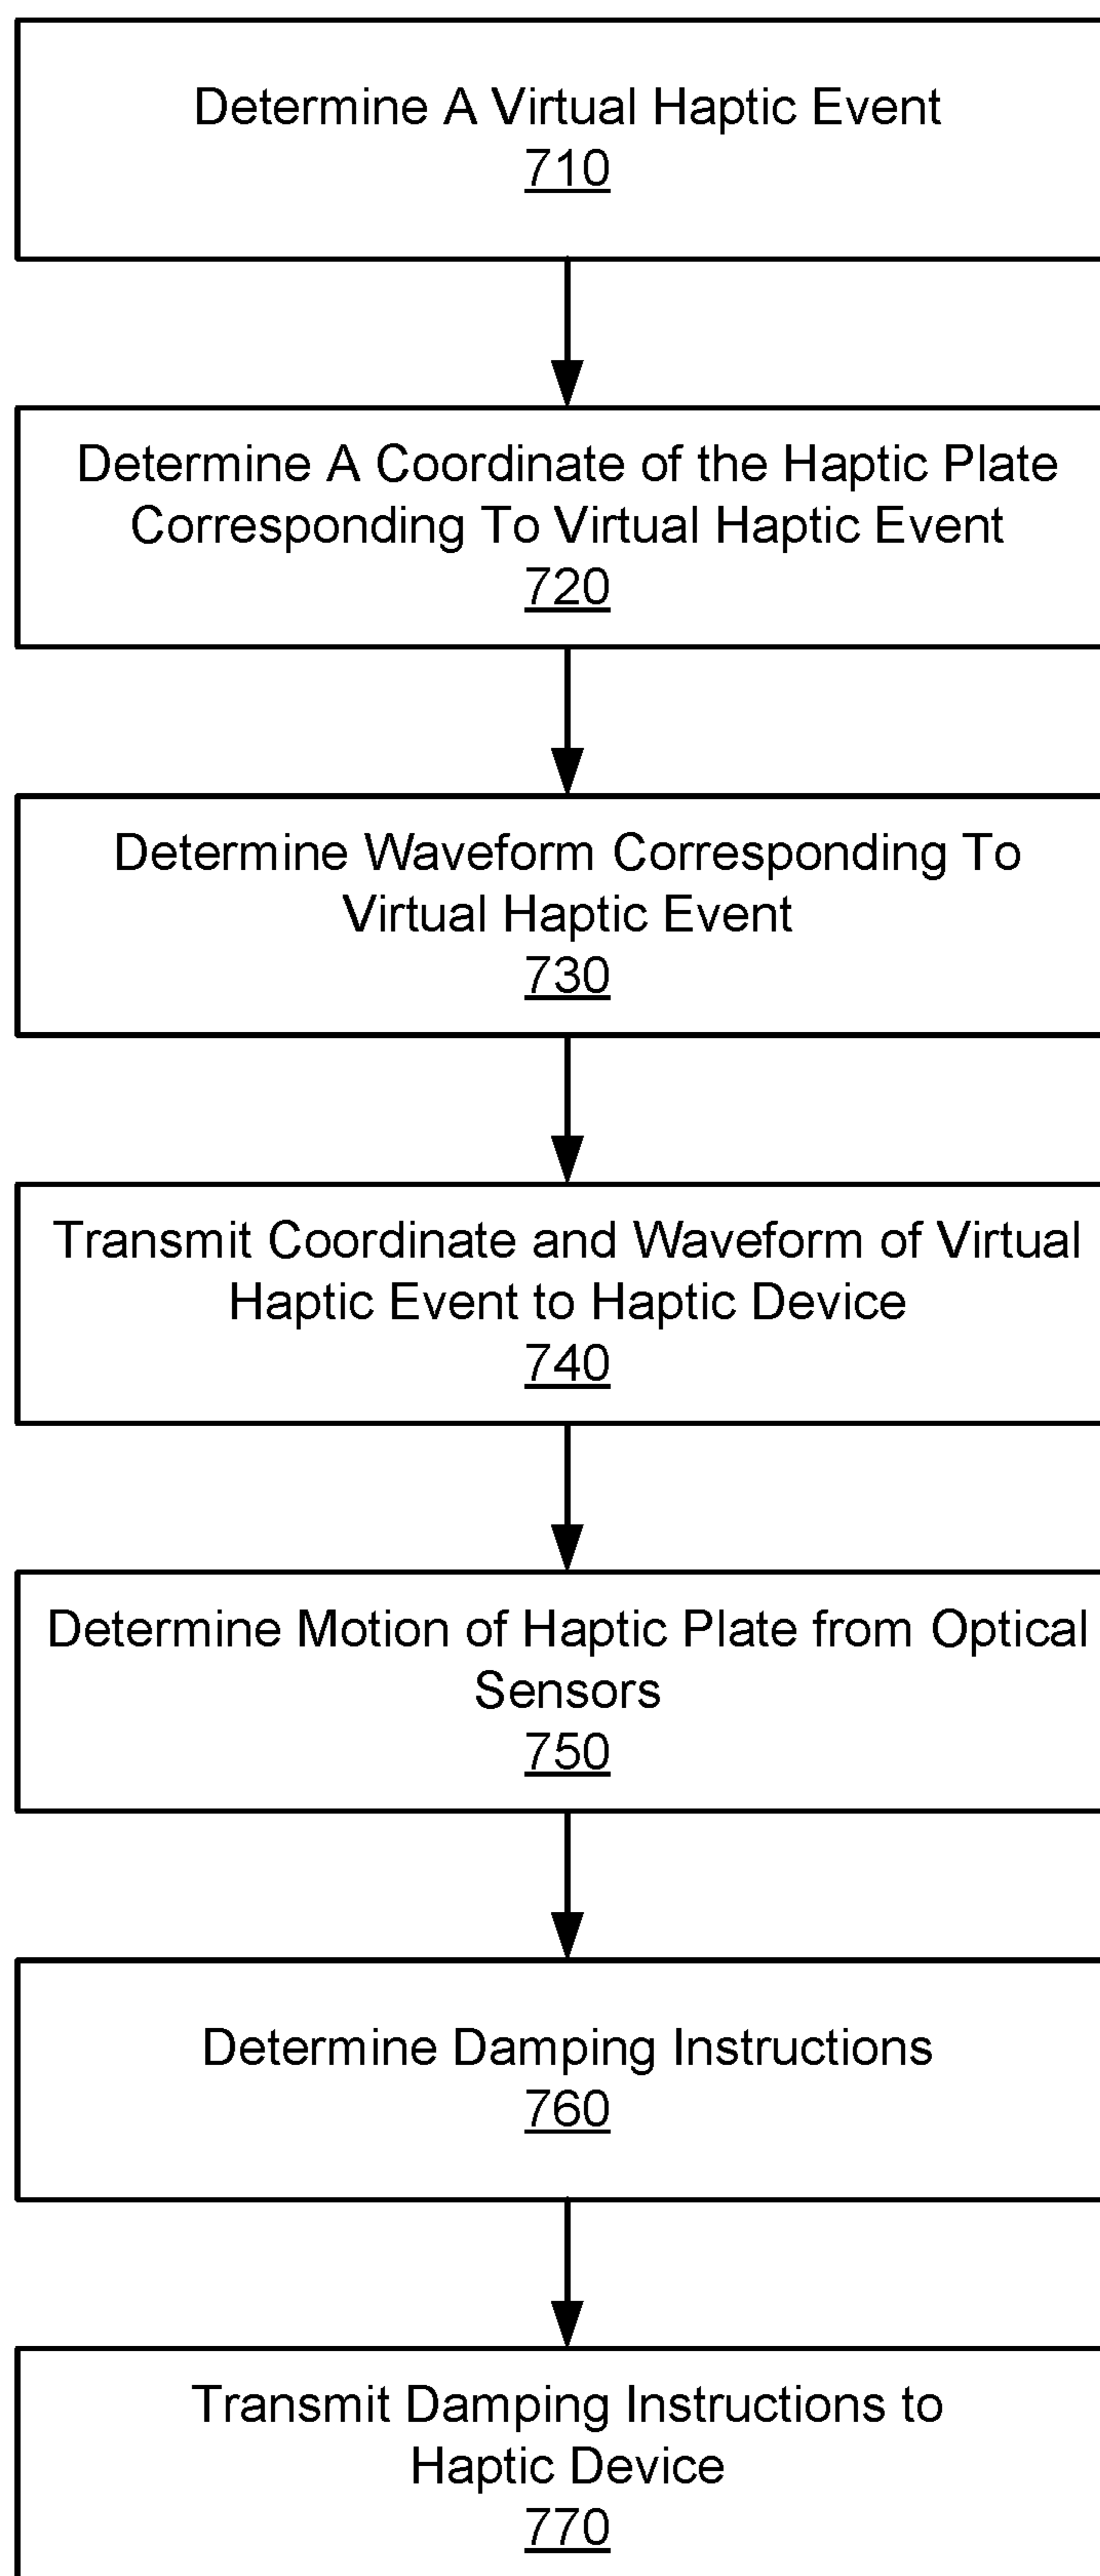 Determine A Virtual Haptic Event
710
Determine A Coordinate of the Haptic Plate
Corresponding To Virtual Haptic Event
720
Determine Waveform Corresponding To
Virtual Haptic Event
730
Transmit Coordinate and Waveform of Virtual
Haptic Event to Haptic Device
740
Determine Motion of Haptic Plate from Optical
Sensors
750
Determine Damping Instructions
760
Transmit Damping Instructions to
Haptic Device
770